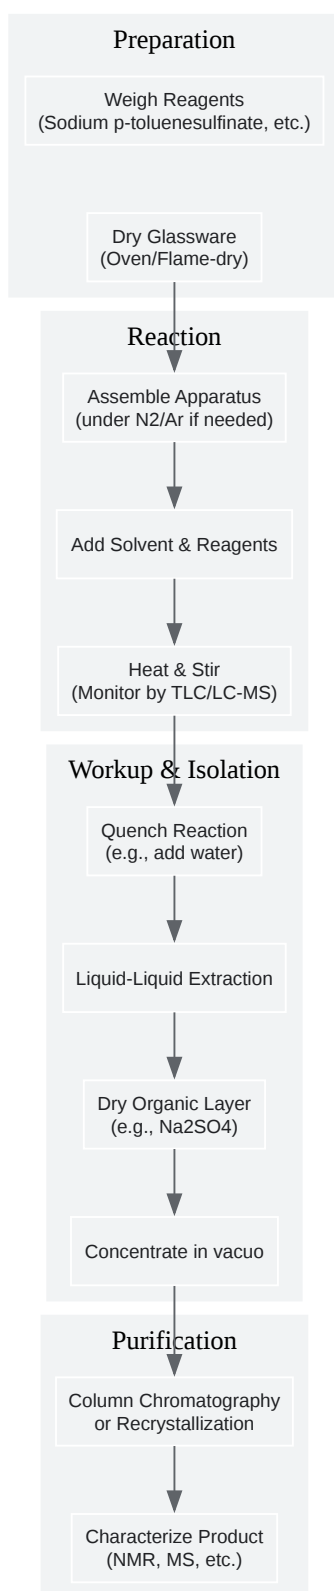 Preparation
Weigh Reagents
(Sodium p-toluenesulfinate, etc.)
Dry Glassware
(Oven/Flame-dry)
Reaction
Assemble Apparatus
(under N2/Ar if needed)
Add Solvent & Reagents
Heat & Stir
(Monitor by TLC/LC-MS)
Workup & Isolation
Quench Reaction
(e.g., add water)
Liquid-Liquid Extraction
Dry Organic Layer
(e.g., Na2SO4)
Concentrate in vacuo
Purification
Column Chromatography
or Recrystallization
Characterize Product
(NMR, MS, etc.)